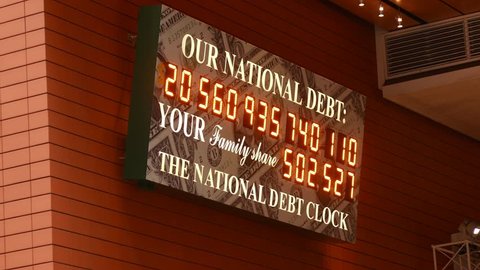 OUR NATIONAL DEBT:
20 560 935 740 110
YOUR Family share 502,527
THE NATIONAL DEBT CLOCK